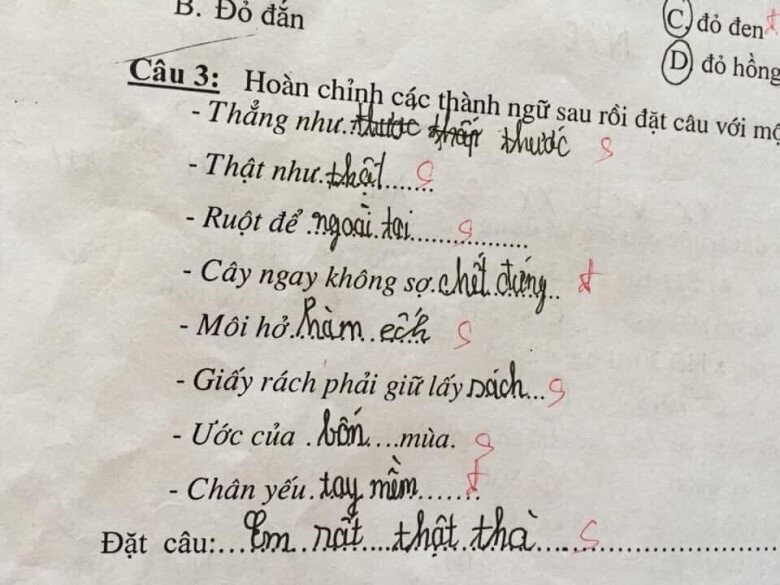 B. Đỏ đắn
C, đỏ đen
D) đỏ hồng
Câu 3: Hoàn chỉnh các thành ngữ sau rồi đặt câu với
- Thẳng như.thước thấp thước s
- Thật như.thật....... s
- Ruột để .ngoài.tai............... s
- Cây ngay không sợ.chết.đứng.. đ
- Môi hở.hàm ếch s
- Giấy rách phải giữ lấy sách... s
- Ước của .bốn....mùa. s
- Chân yếu.tay mềm....... đ
Đặt câu:....Em..rất....thật.thà.... s